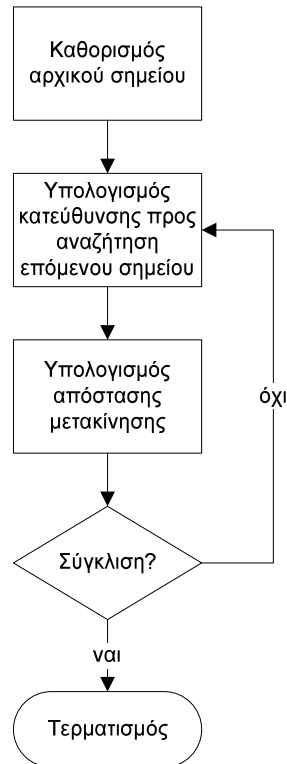 Καθορισμός
αρχικού σημείου
Υπολογισμός
κατεύθυνσης προς
αναζήτηση
επόμενου σημείου
Υπολογισμός
απόστασης
μετακίνησης
όχι
Σύγκλιση?
ναι
Τερματισμός